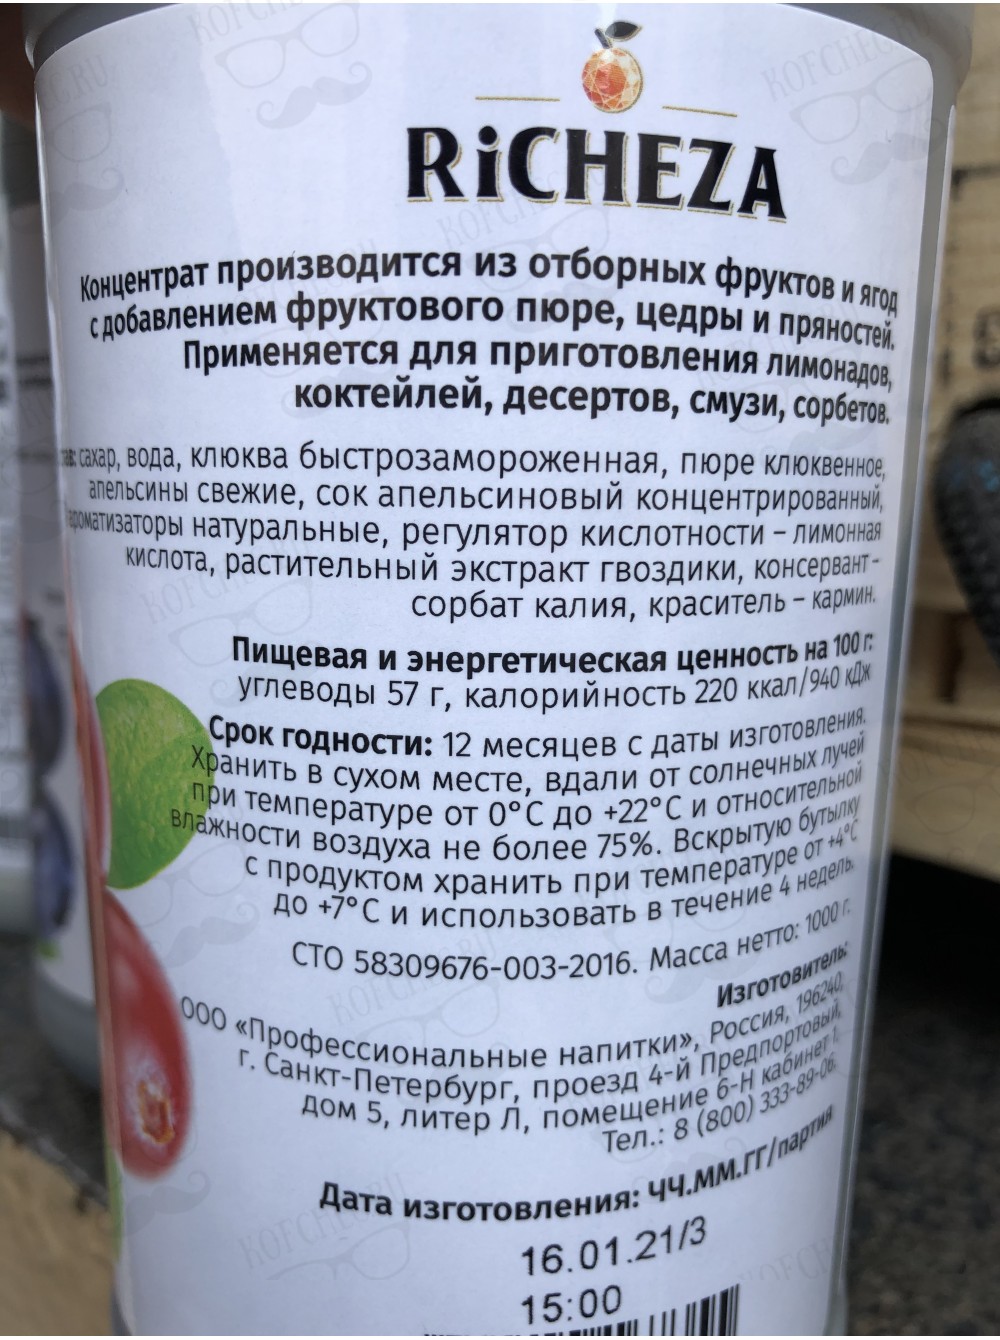 RiCHEZA
Концентрат производится из отборных фруктов и ягод
с добавлением фруктового пюре, цедры и пряностей.
Применяется для приготовления лимонадов,
коктейлей, десертов, смузи, сорбетов.
сахар, вода, клюква быстрозамороженная, пюре клюквенное,
апельсины свежие, сок апельсиновый концентрированный,
ароматизаторы натуральные, регулятор кислотности – лимонная
кислота, растительный экстракт гвоздики, консервант –
сорбат калия, краситель – кармин.
Пищевая и энергетическая ценность на 100 г:
углеводы 57 г, калорийность 220 ккал/940 кДж
Срок годности: 12 месяцев с даты изготовления.
Хранить в сухом месте, вдали от солнечных лучей
при температуре от 0°C до +22°C и относительной
влажности воздуха не более 75%. Вскрытую бутылку
с продуктом хранить при температуре от +4°C
до +7°C и использовать в течение 4 недель.
СТО 58309676-003-2016. Масса нетто: 1000 г.
Изготовитель:
ООО «Профессиональные напитки», Россия, 196240,
г. Санкт-Петербург, проезд 4-й Предпортовый,
дом 5, литер Л, помещение 6-Н кабинет 1.
Тел.: 8 (800) 333-89-06.
Дата изготовления: ЧЧ.ММ.ГГ/партия
16.01.21/3
15:00